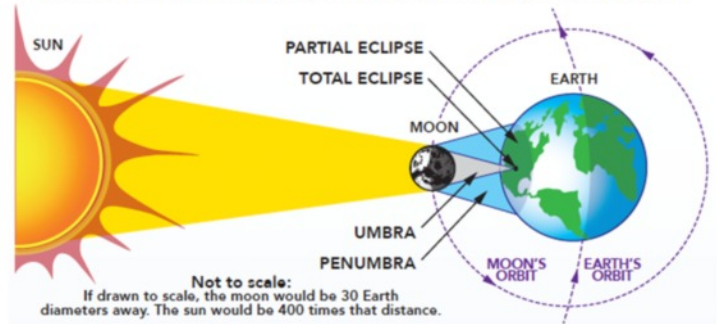 SUN
PARTIAL ECLIPSE
TOTAL ECLIPSE
EARTH
MOON
UMBRA
PENUMBRA
MOON'S
ORBIT
EARTH'S
ORBIT
Not to scale:
If drawn to scale, the moon would be 30 Earth
diameters away. The sun would be 400 times that distance.